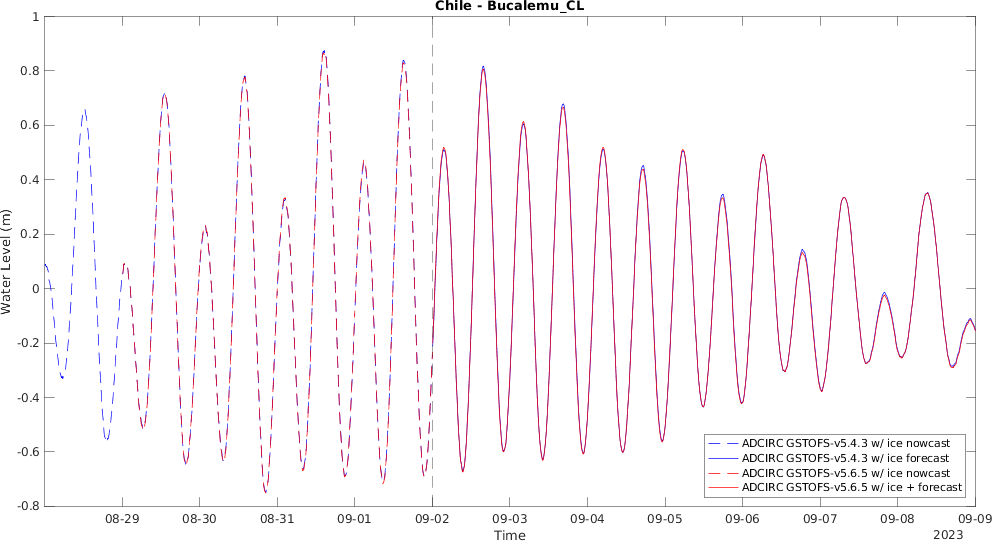 Chile - Bucalemu_CL
1
0.8
0.6
0.4
0.2
0
-0.2
-0.4
-0.6
-0.8
Water Level (m)
ADCIRC GSTOFS-v5.4.3 w/ ice nowcast
ADCIRC GSTOFS-v5.4.3 w/ ice forecast
ADCIRC GSTOFS-v5.6.5 w/ ice nowcast
ADCIRC GSTOFS-v5.6.5 w/ ice + forecast
08-29 08-30 08-31 09-01 09-02 09-03 09-04 09-05 09-06 09-07 09-08 09-09
Time
2023